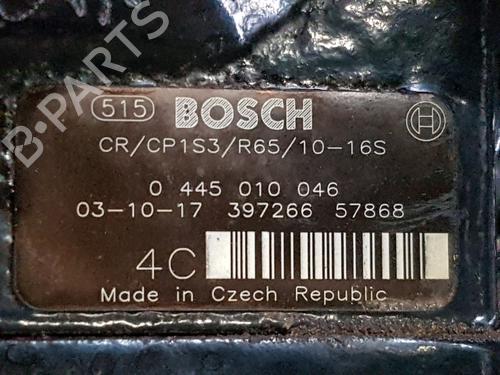 515 BOSCH
CR/CP1S3/R65/10-16S
0 445 010 046
03-10-17 397266 57868
4C
Made in Czech Republic
B-PARTS